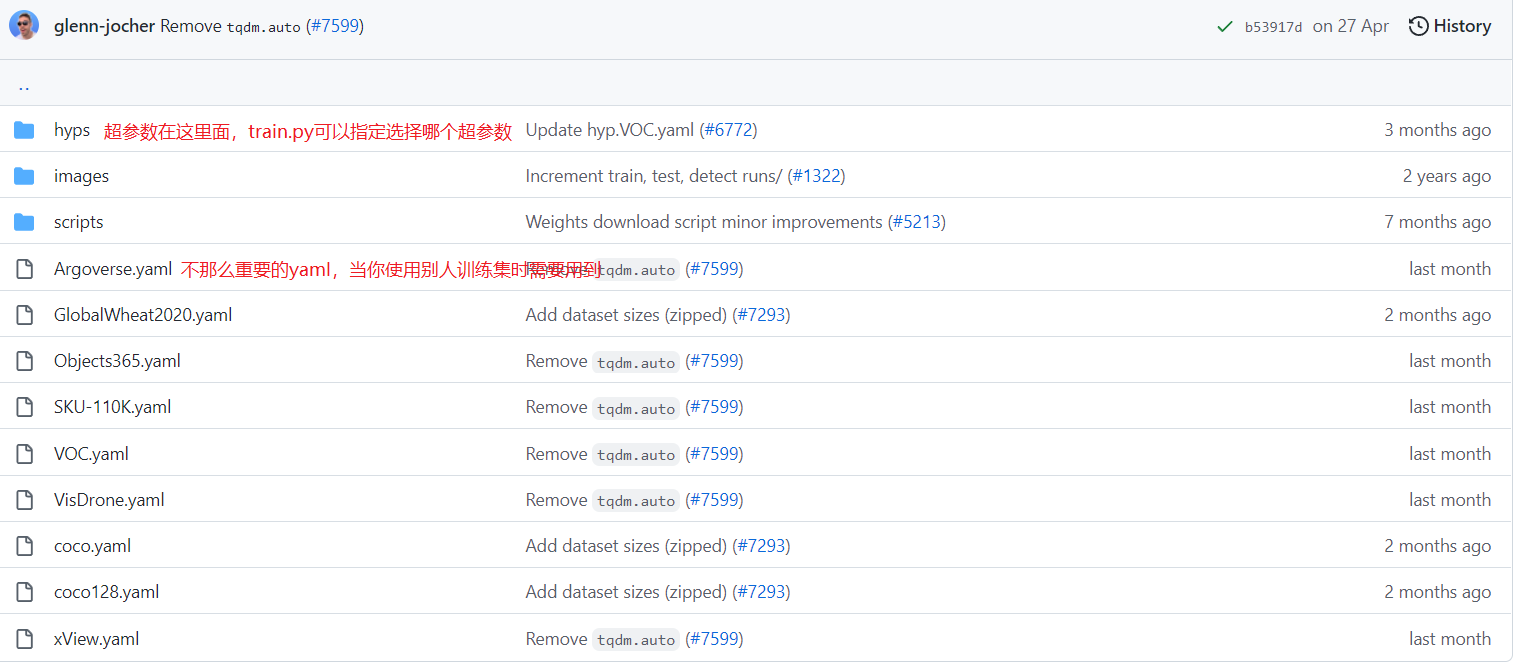 glenn-jocher Remove tqdm.auto (#7599) b53917d on 27 Apr History
..
hyps 超参数在这里面，train.py可以指定选择哪个超参数 Update hyp.VOC.yaml (#6772) 3 months ago
images Increment train, test, detect runs/ (#1322) 2 years ago
scripts Weights download script minor improvements (#5213) 7 months ago
Argoverse.yaml 不那么重要的yaml，当你使用别人训练集时需要用到 Remove tqdm.auto (#7599) last month
GlobalWheat2020.yaml Add dataset sizes (zipped) (#7293) 2 months ago
Objects365.yaml Remove tqdm.auto (#7599) last month
SKU-110K.yaml Remove tqdm.auto (#7599) last month
VOC.yaml Remove tqdm.auto (#7599) last month
VisDrone.yaml Remove tqdm.auto (#7599) last month
coco.yaml Add dataset sizes (zipped) (#7293) 2 months ago
coco128.yaml Add dataset sizes (zipped) (#7293) 2 months ago
xView.yaml Remove tqdm.auto (#7599) last month